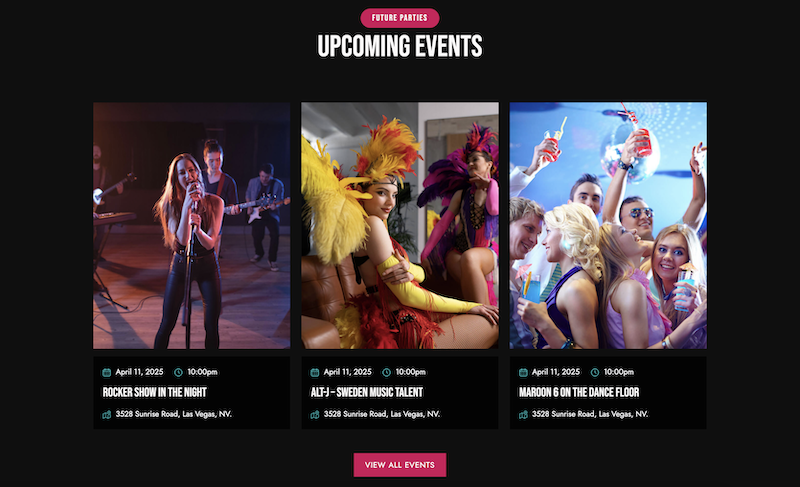 FUTURE PARTIES
UPCOMING EVENTS
April 11, 2025 10:00pm
ROCKER SHOW IN THE NIGHT
3528 Sunrise Road, Las Vegas, NV.
April 11, 2025 10:00pm
ALT-J – SWEDEN MUSIC TALENT
3528 Sunrise Road, Las Vegas, NV.
April 11, 2025 10:00pm
MAROON 6 ON THE DANCE FLOOR
3528 Sunrise Road, Las Vegas, NV.
VIEW ALL EVENTS